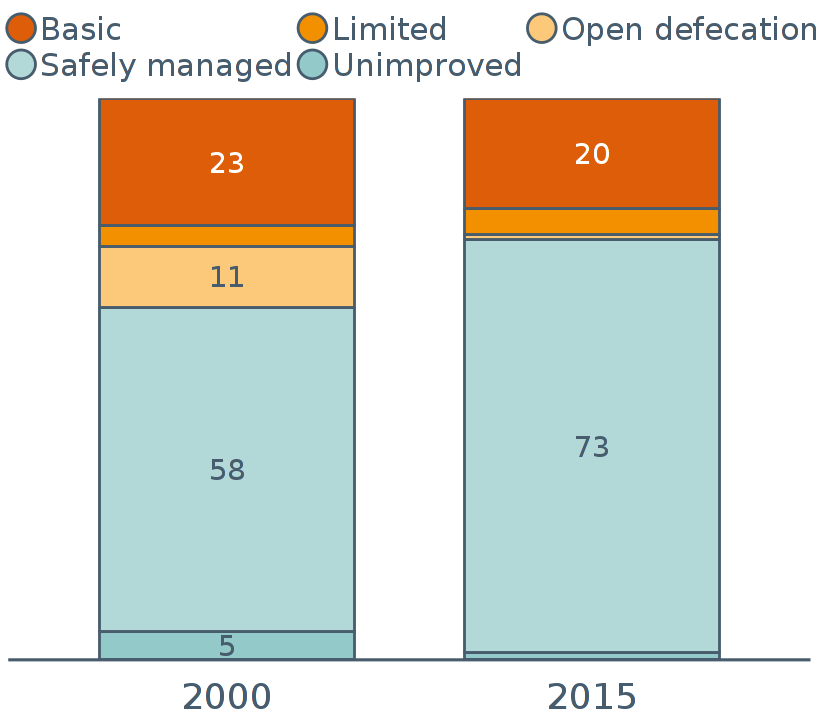 Basic Limited Open defecation
Safely managed Unimproved
23 20
11
58 73
5
2000 2015